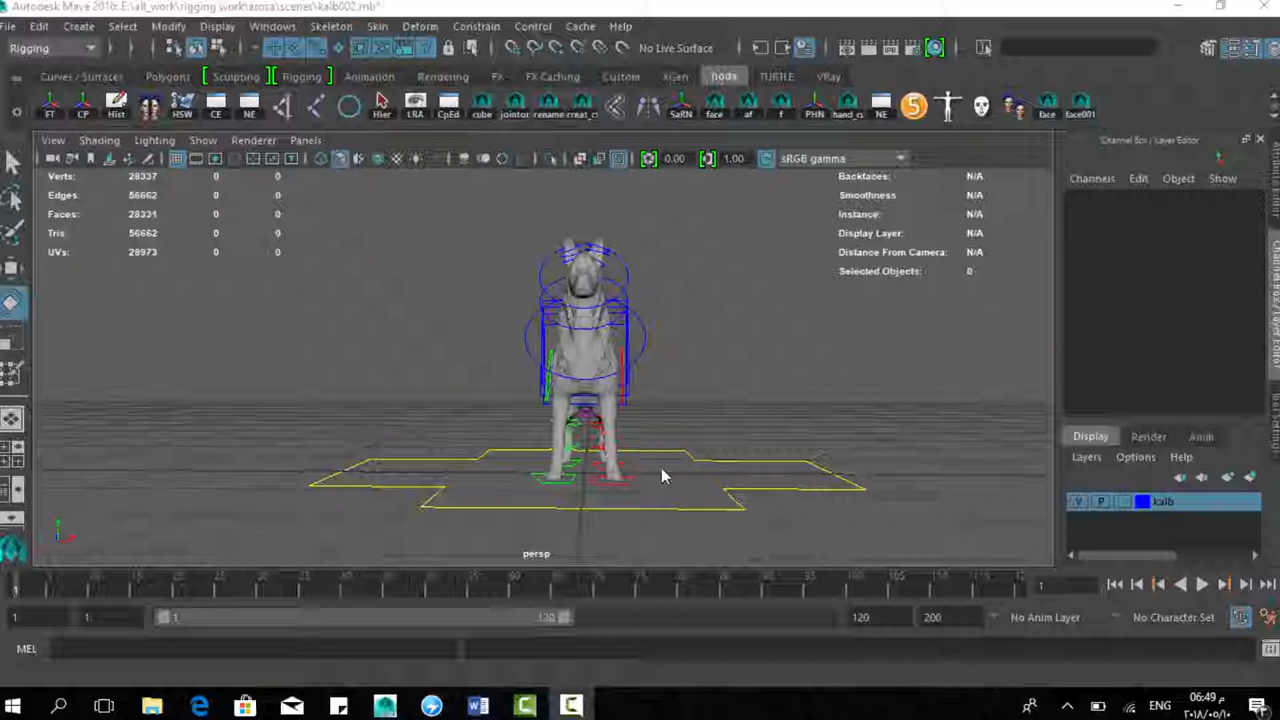 Autodesk Maya 2016: E:\all_work\rigging work\arosa\scenes\kalb002.mb*
File Edit Create Select Modify Display Windows Skeleton Skin Deform Constrain Control Cache Help
Rigging No Live Surface
Curves / Surfaces Polygons Sculpting Rigging Animation Rendering FX FX Caching Custom XGen TURTLE VRay
FT CP Hist HSW CE NE Hier LRA CpEd cube jointor rename creat_c SaRN face af f PHN hand_c NE face face001
View Shading Lighting Show Renderer Panels
Channel Box / Layer Editor
0.00 1.00 sRGB gamma
Channels Edit Object Show
Verts: 28337 0 0
Edges: 56662 0 0
Faces: 28331 0 0
Tris: 56662 0 0
UVs: 28973 0 0
Backfaces: N/A
Smoothness N/A
Instance: N/A
Display Layer: N/A
Distance From Camera: N/A
Selected Objects: 0
Display Render Anim
Layers Options Help
V P kalb
persp
1
1 1 1 120 120 200 No Anim Layer No Character Set
MEL
ENG
06:49 م